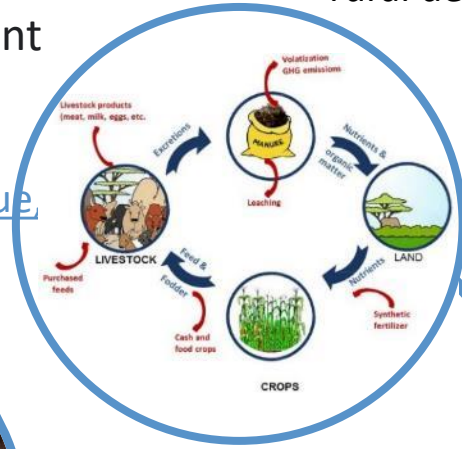 nt
Volatization
GHG emissions
Livestock products
(meat, milk, eggs, etc.
Excretions
MANURE
Nutrients &
organic
matter
ue,
Leaching
LIVESTOCK
LAND
Purchased
feeds
Feed &
Fodder
Nutrients
Synthetic
fertilizer
Cash and
food crops
CROPS